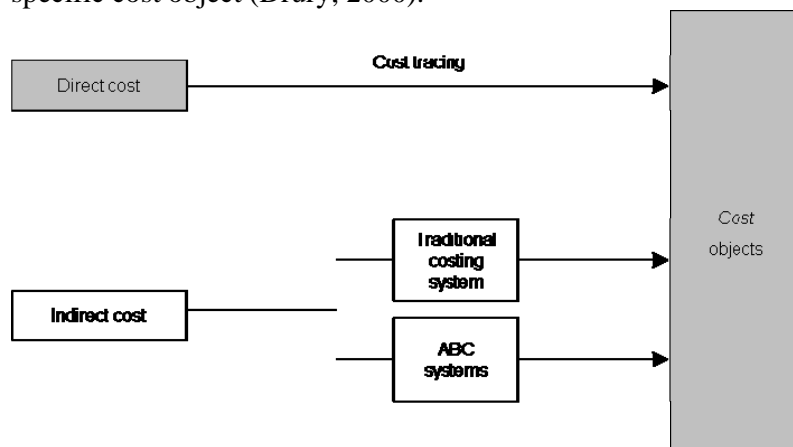 specific cost object (Drury, 2000).
Cost tracing
Direct cost
Cost
objects
Traditional
costing
system
Indirect cost
ABC
systems